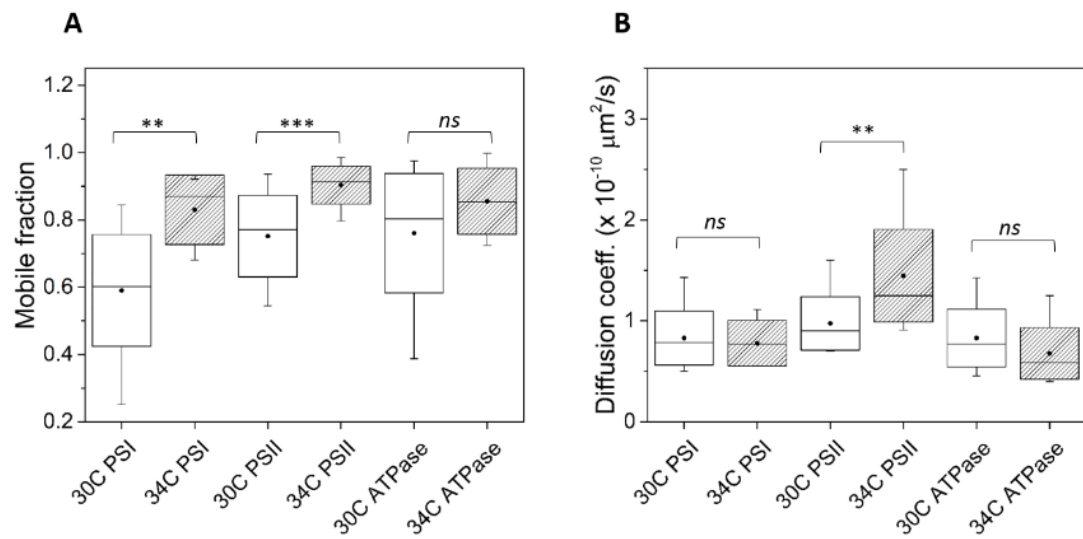 A
Mobile fraction
1.2
1.0
0.8
0.6
0.4
0.2
**
***
ns
30C PSI
34C PSI
30C PSII
34C PSII
30C ATPase
34C ATPase
B
Diffusion coeff. (x 10⁻¹⁰ μm²/s)
3
2
1
0
ns
**
ns
30C PSI
34C PSI
30C PSII
34C PSII
30C ATPase
34C ATPase